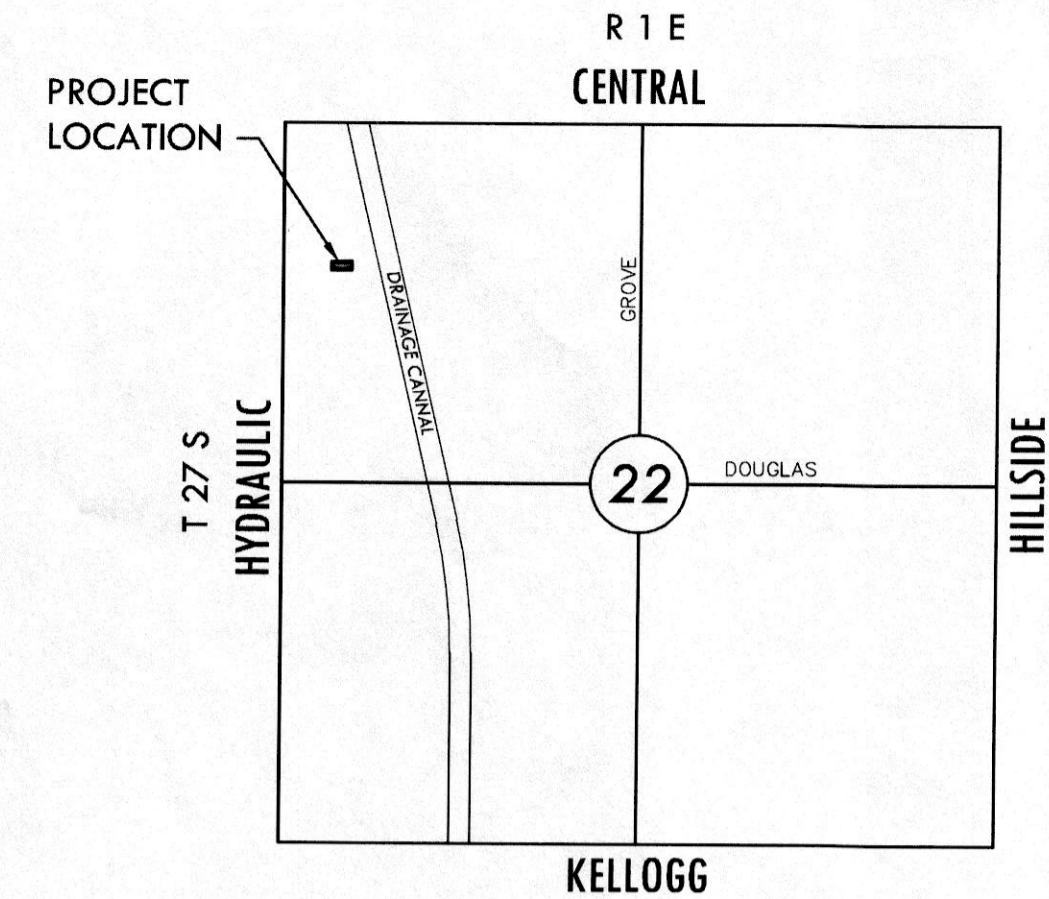 R 1 E
CENTRAL
PROJECT
LOCATION
GROVE
DRAINAGE CANNAL
T 27 S
HYDRAULIC
22
DOUGLAS
HILLSIDE
KELLOGG